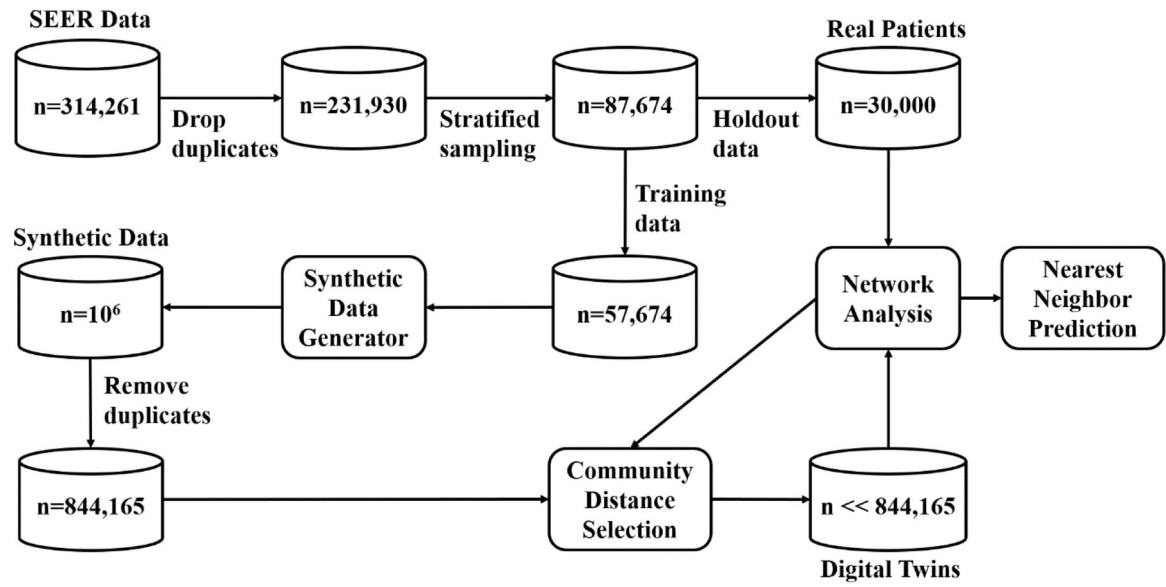 SEER Data
n=314,261
Drop
duplicates
n=231,930
Stratified
sampling
n=87,674
Holdout
data
Real Patients
n=30,000
Training
data
Synthetic Data
n=10⁶
Synthetic
Data
Generator
n=57,674
Network
Analysis
Nearest
Neighbor
Prediction
Remove
duplicates
n=844,165
Community
Distance
Selection
n << 844,165
Digital Twins